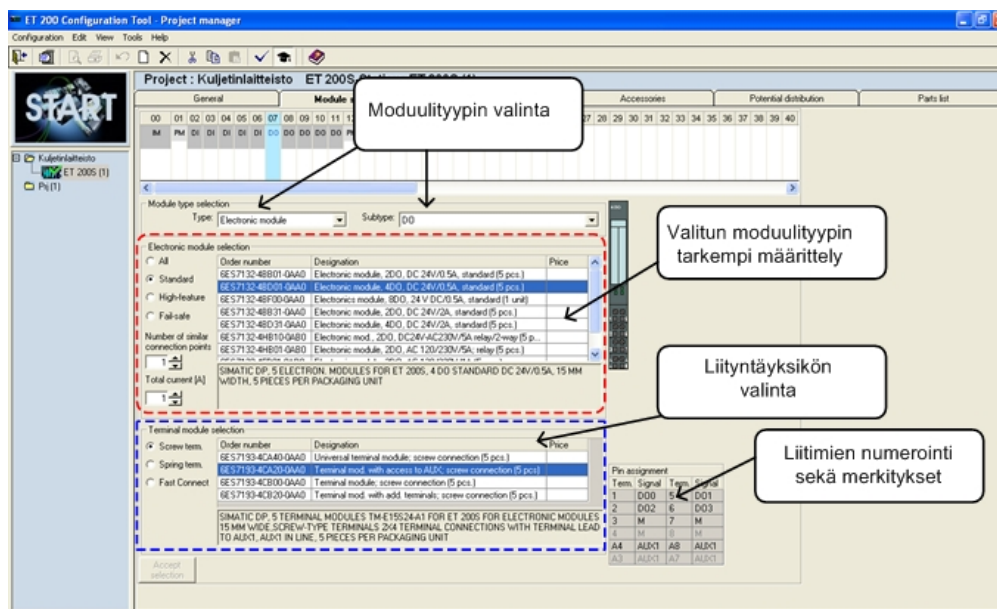 ET 200 Configuration Tool - Project manager
Configuration Edit View Tools Help
START
Project : Kuljetinlaitteisto ET 200S
General
Accessories
Potential distribution
Parts list
Moduulityypin valinta
00 01 02 03 04 05 06 07 08 09 10 11
27 28 29 30 31 32 33 34 35 36 37 38 39 40
IM PM DI DI DI DI DI DO DO DO DO DO
Kuljetinlaitteisto
ET 200S (1)
Prj (1)
Module type selection
Type: Electronic module
Subtype: DO
Valitun moduulityypin
tarkempi määrittely
Electronic module selection
All
Standard
High-feature
Fail-safe
Number of similar
connection points
1
Total current [A]
1
Order number Designation Price
6ES7132-4BB01-0AA0 Electronic module, 2DO, DC 24V/0.5A, standard (5 pcs.)
6ES7132-4BD01-0AA0 Electronic module, 4DO, DC 24V/0.5A, standard (5 pcs.)
6ES7132-4BF00-0AA0 Electronics module, 8DO, 24 V DC/0.5A, standard (1 unit)
6ES7132-4BB31-0AA0 Electronic module, 2DO, DC 24V/2A, standard (5 pcs.)
6ES7132-4BD31-0AA0 Electronic module, 4DO, DC 24V/2A, standard (5 pcs.)
6ES7132-4HB10-0AB0 Electronic mod., 2DO, DC24V-AC230V/5A relay/2-way (5 p...
6ES7132-4HB01-0AB0 Electronic module, 2DO, AC 120/230V/5A; relay (5 pcs.)
SIMATIC DP, 5 ELECTRON. MODULES FOR ET 200S, 4 DO STANDARD DC 24V/0.5A, 15 MM
WIDTH, 5 PIECES PER PACKAGING UNIT
Liityntäyksikön
valinta
Terminal module selection
Screw term.
Spring term.
Fast Connect
Order number Designation Price
6ES7193-4CA40-0AA0 Universal terminal module; screw connection (5 pcs.)
6ES7193-4CA20-0AA0 Terminal mod. with access to AUX; screw connection (5 pcs)
6ES7193-4CB00-0AA0 Terminal module; screw connection (5 pcs.)
6ES7193-4CB20-0AA0 Terminal mod. with add. terminals; screw connection (5 pcs.)
SIMATIC DP, 5 TERMINAL MODULES TM-E15S24-A1 FOR ET 200S FOR ELECTRONIC MODULES
15 MM WIDE,SCREW-TYPE TERMINALS 2X4 TERMINAL CONNECTIONS WITH TERMINAL LEAD
TO AUX1, AUX1 IN LINE, 5 PIECES PER PACKAGING UNIT
Liitimien numerointi
sekä merkitykset
Pin assignment
Term. Signal Term. Signal
1 DO0 5 DO1
2 DO2 6 DO3
3 M 7 M
4 M 8 M
A4 AUX1 A8 AUX1
A3 AUX1 A7 AUX1
Accept
selection